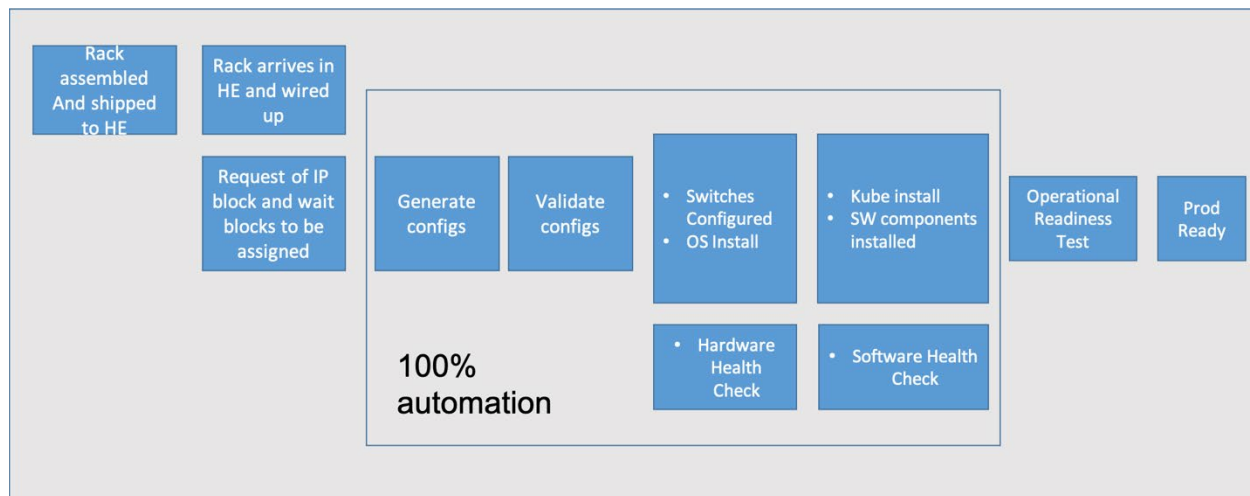 Rack
assembled
And shipped
to HE
Rack arrives in
HE and wired
up
Request of IP
block and wait
blocks to be
assigned
Generate
configs
Validate
configs
• Switches
Configured
• OS Install
• Kube install
• SW components
installed
Operational
Readiness
Test
Prod
Ready
100%
automation
• Hardware
Health
Check
• Software Health
Check